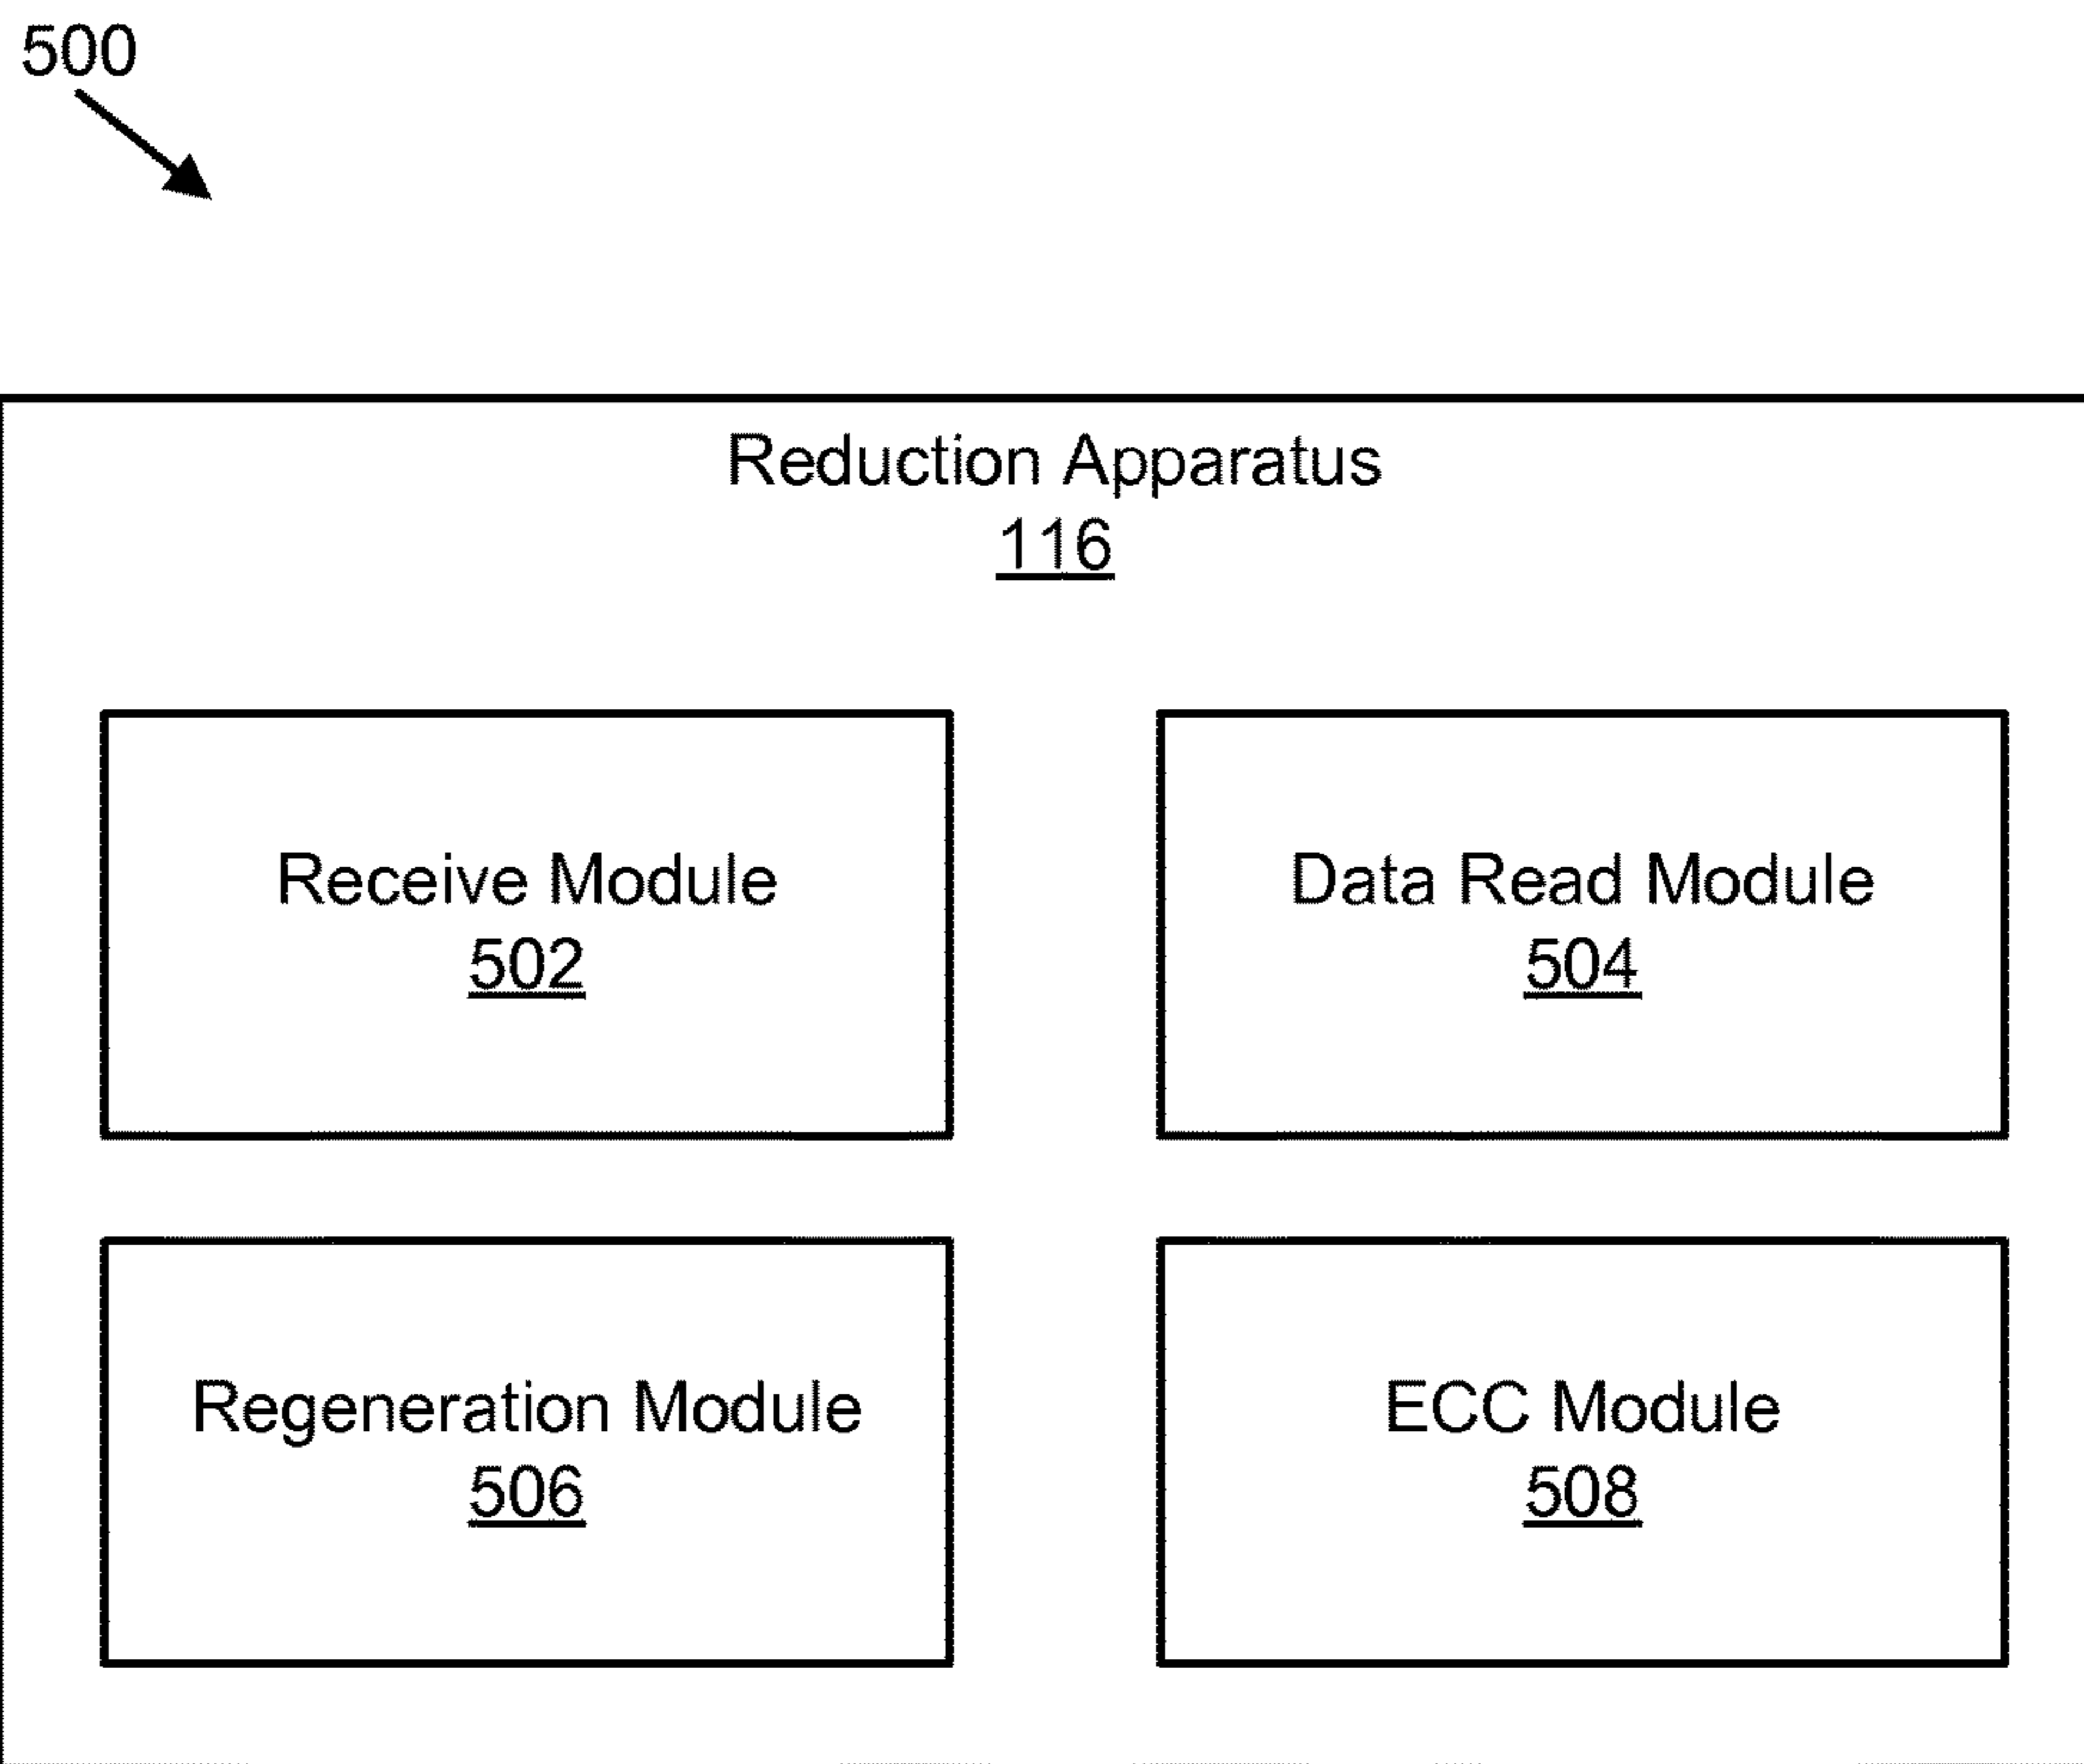 500
Reduction Apparatus
116
Receive Module
502
Data Read Module
504
Regeneration Module
506
ECC Module
508